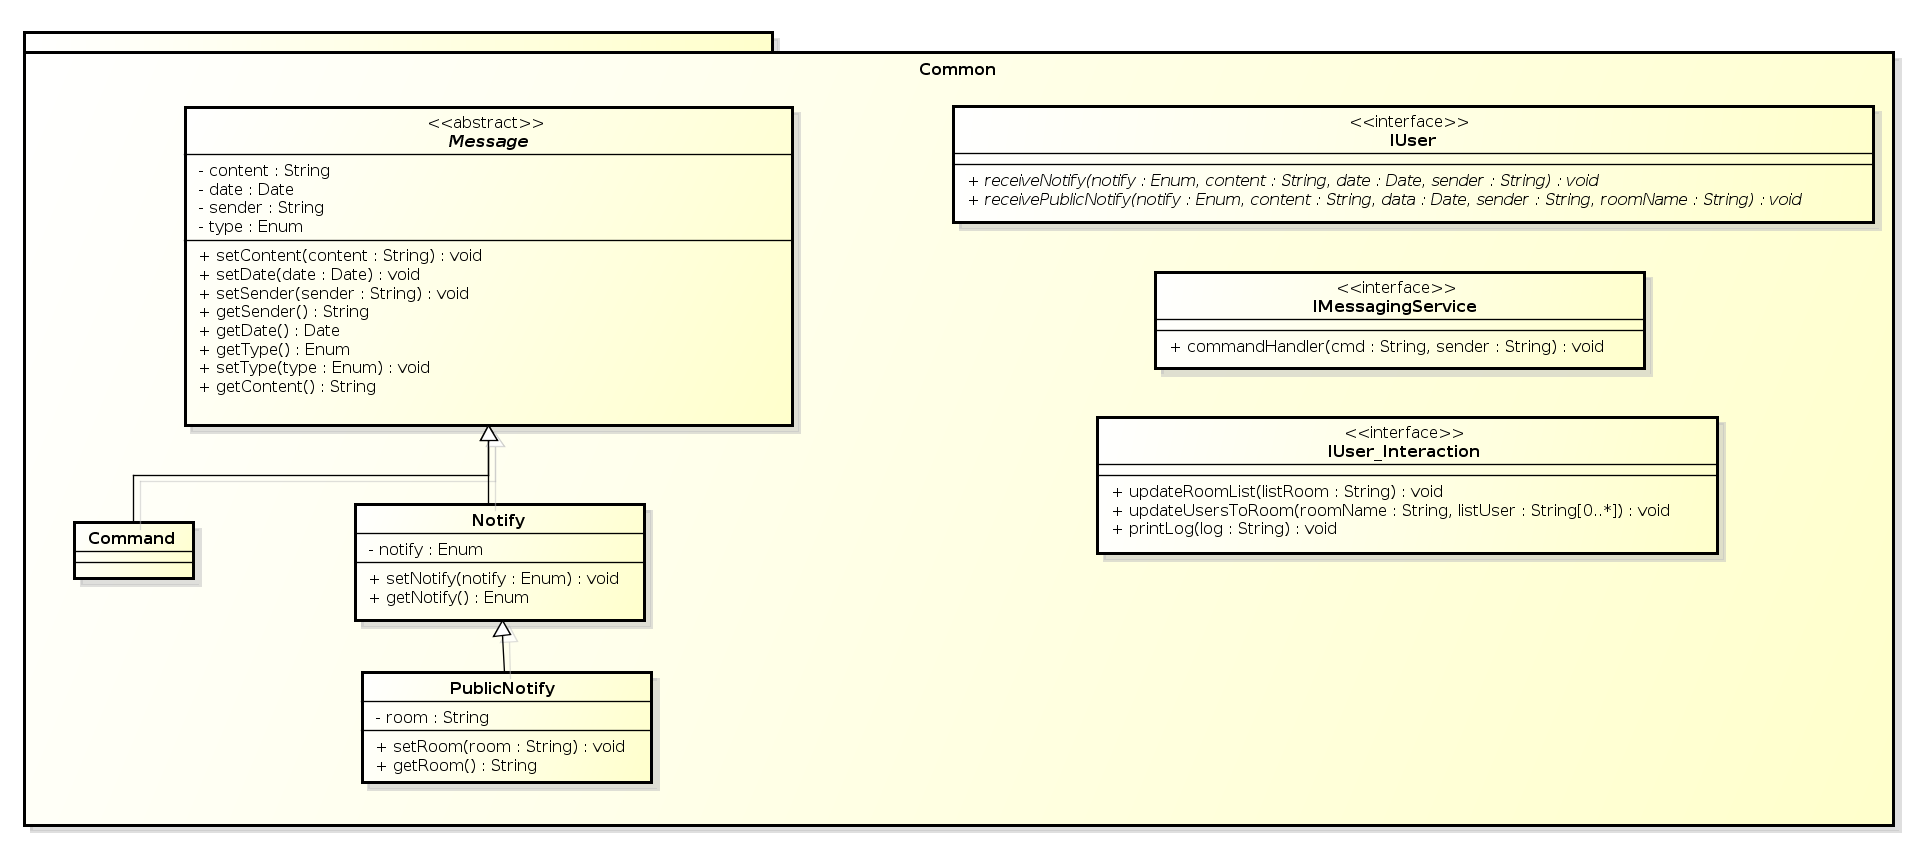 Common
<<abstract>>
Message
- content : String
- date : Date
- sender : String
- type : Enum
+ setContent(content : String) : void
+ setDate(date : Date) : void
+ setSender(sender : String) : void
+ getSender() : String
+ getDate() : Date
+ getType() : Enum
+ setType(type : Enum) : void
+ getContent() : String
Command
Notify
- notify : Enum
+ setNotify(notify : Enum) : void
+ getNotify() : Enum
PublicNotify
- room : String
+ setRoom(room : String) : void
+ getRoom() : String
<<interface>>
IUser
+ receiveNotify(notify : Enum, content : String, date : Date, sender : String) : void
+ receivePublicNotify(notify : Enum, content : String, data : Date, sender : String, roomName : String) : void
<<interface>>
IMessagingService
+ commandHandler(cmd : String, sender : String) : void
<<interface>>
IUser_Interaction
+ updateRoomList(listRoom : String) : void
+ updateUsersToRoom(roomName : String, listUser : String[0..*]) : void
+ printLog(log : String) : void